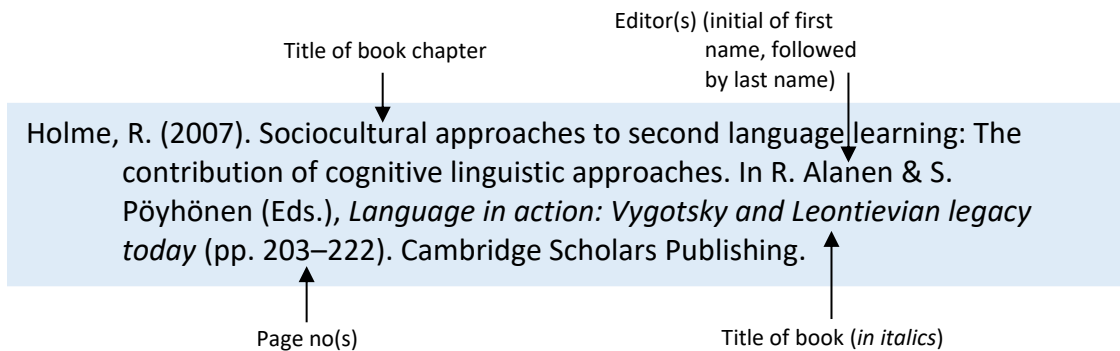 Editor(s) (initial of first
name, followed
by last name)
Title of book chapter
Holme, R. (2007). Sociocultural approaches to second language learning: The
contribution of cognitive linguistic approaches. In R. Alanen & S.
Pöyhönen (Eds.), Language in action: Vygotsky and Leontievian legacy
today (pp. 203–222). Cambridge Scholars Publishing.
Page no(s)
Title of book (in italics)